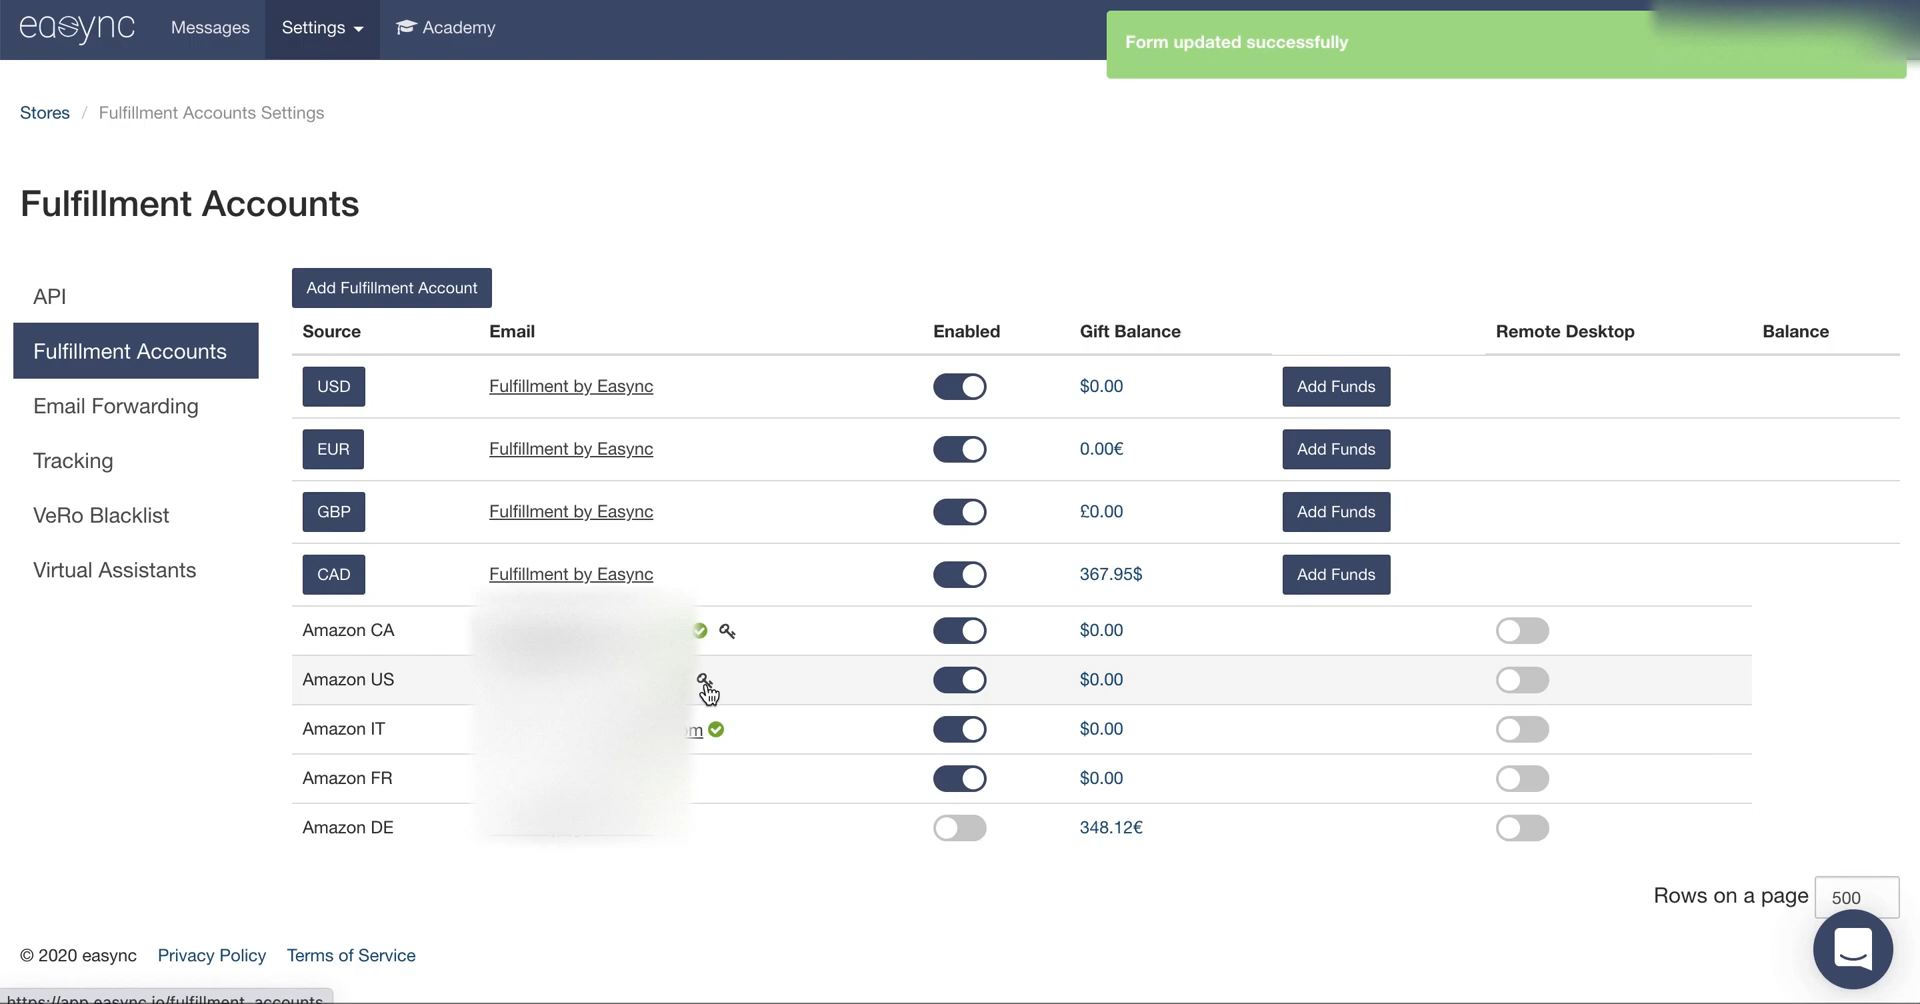 easync Messages Settings Academy
Form updated successfully
Stores / Fulfillment Accounts Settings
Fulfillment Accounts
API
Fulfillment Accounts
Email Forwarding
Tracking
VeRo Blacklist
Virtual Assistants
Add Fulfillment Account
Source Email Enabled Gift Balance Remote Desktop Balance
USD Fulfillment by Easync $0.00 Add Funds
EUR Fulfillment by Easync 0.00€ Add Funds
GBP Fulfillment by Easync £0.00 Add Funds
CAD Fulfillment by Easync 367.95$ Add Funds
Amazon CA $0.00
Amazon US $0.00
Amazon IT $0.00
Amazon FR $0.00
Amazon DE 348.12€
Rows on a page 500
© 2020 easync Privacy Policy Terms of Service
https://app.easync.io/fulfillment_accounts